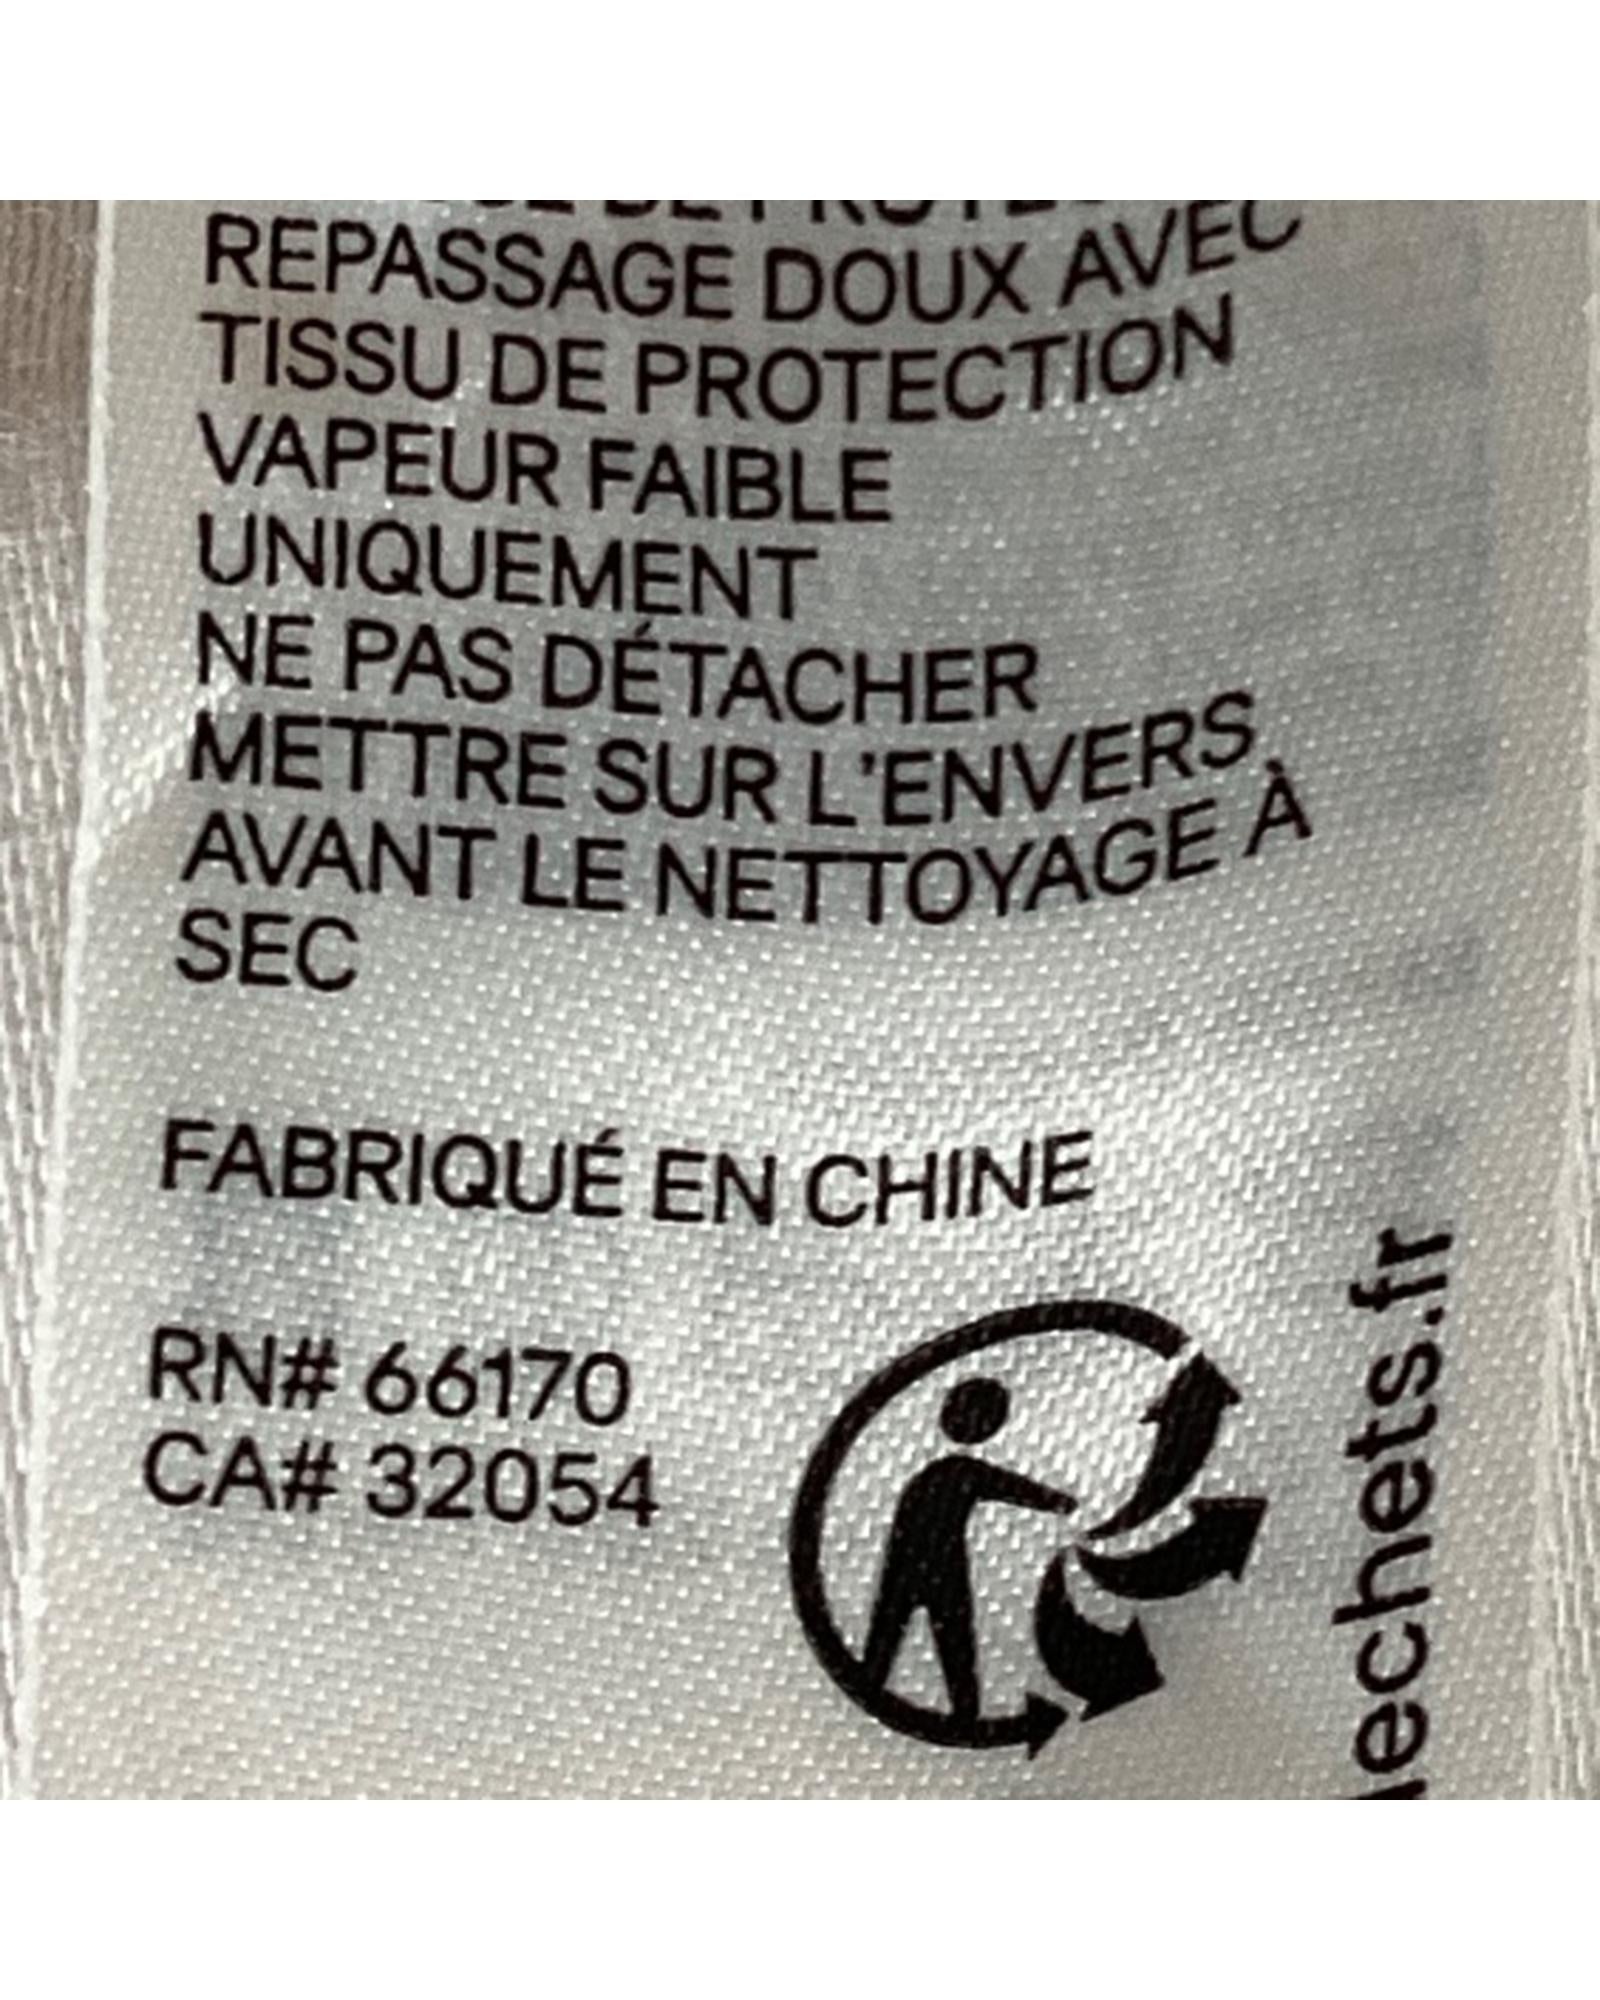 REPASSAGE DOUX AVEC
TISSU DE PROTECTION
VAPEUR FAIBLE
UNIQUEMENT
NE PAS DÉTACHER
METTRE SUR L'ENVERS
AVANT LE NETTOYAGE À
SEC
FABRIQUÉ EN CHINE
RN# 66170
CA# 32054
echets.fr